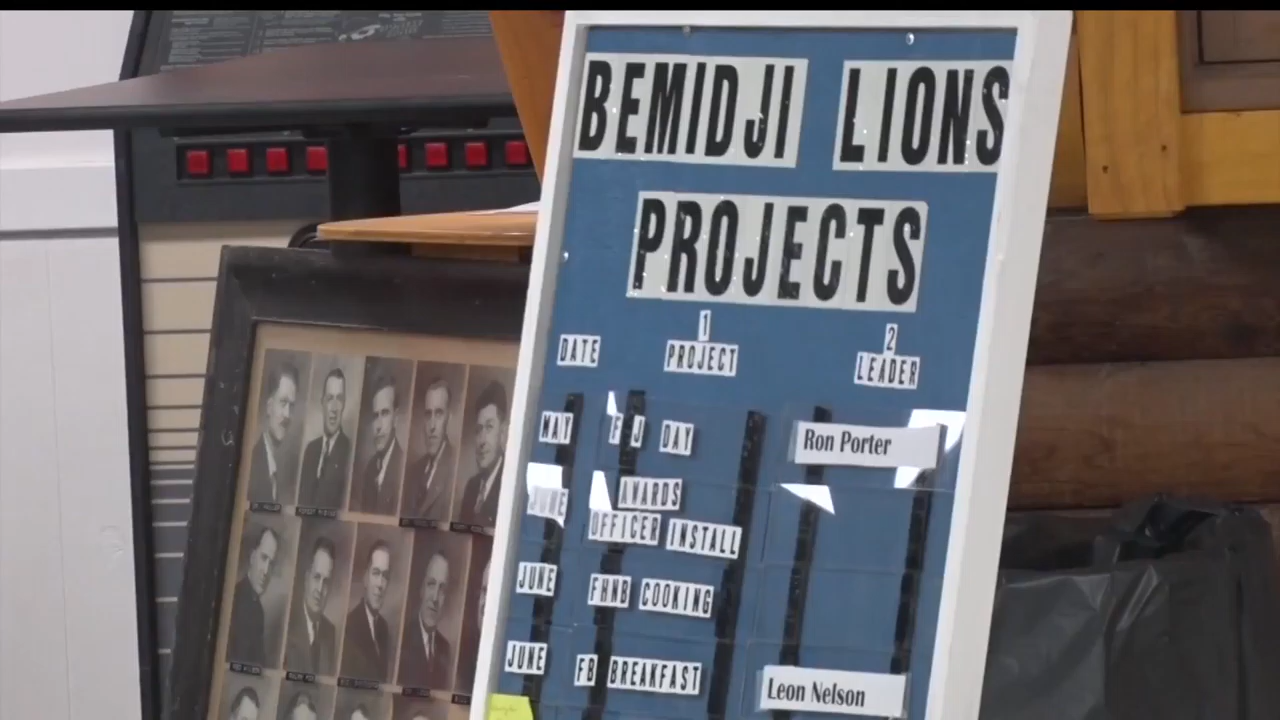 BEMIDJI LIONS
PROJECTS
1
2
DATE PROJECT LEADER
MAY F J DAY Ron Porter
JUNE AWARDS
OFFICER INSTALL
JUNE FHNB COOKING
JUNE FB BREAKFAST Leon Nelson